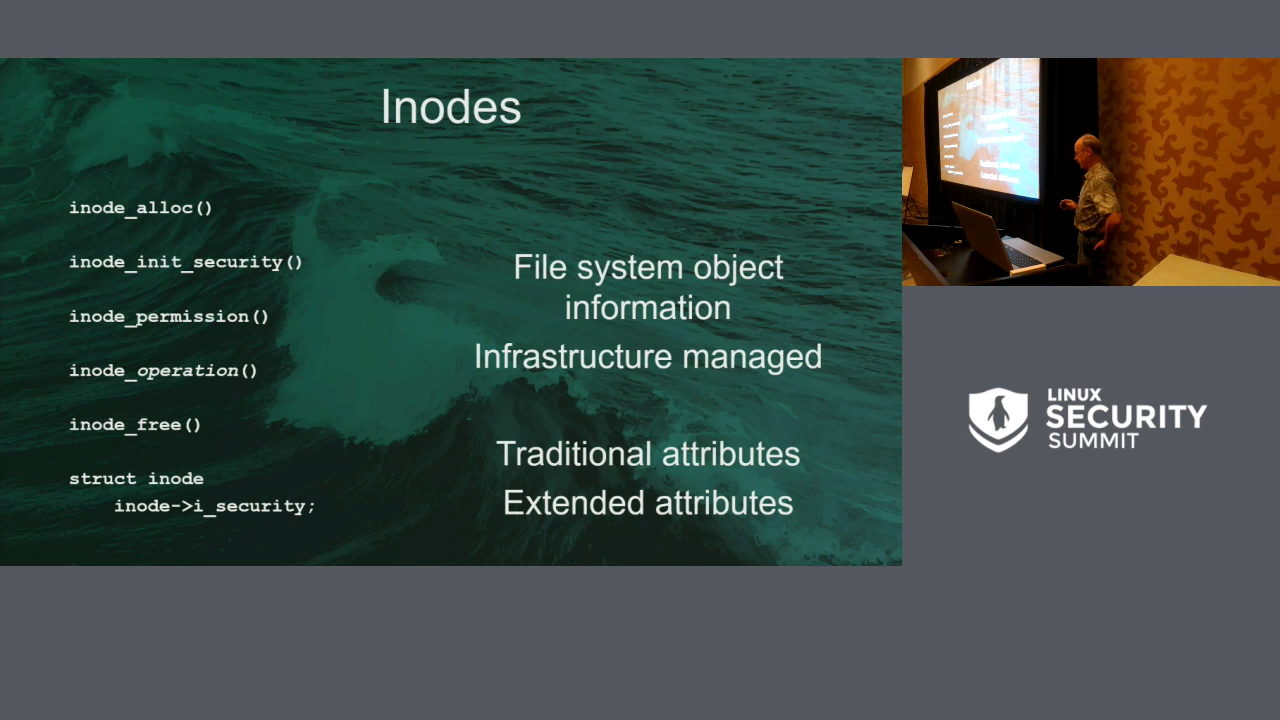 Inodes
inode_alloc()
inode_init_security()
inode_permission()
inode_operation()
inode_free()
struct inode
inode->i_security;
File system object
information
Infrastructure managed
Traditional attributes
Extended attributes
LINUX
SECURITY
SUMMIT